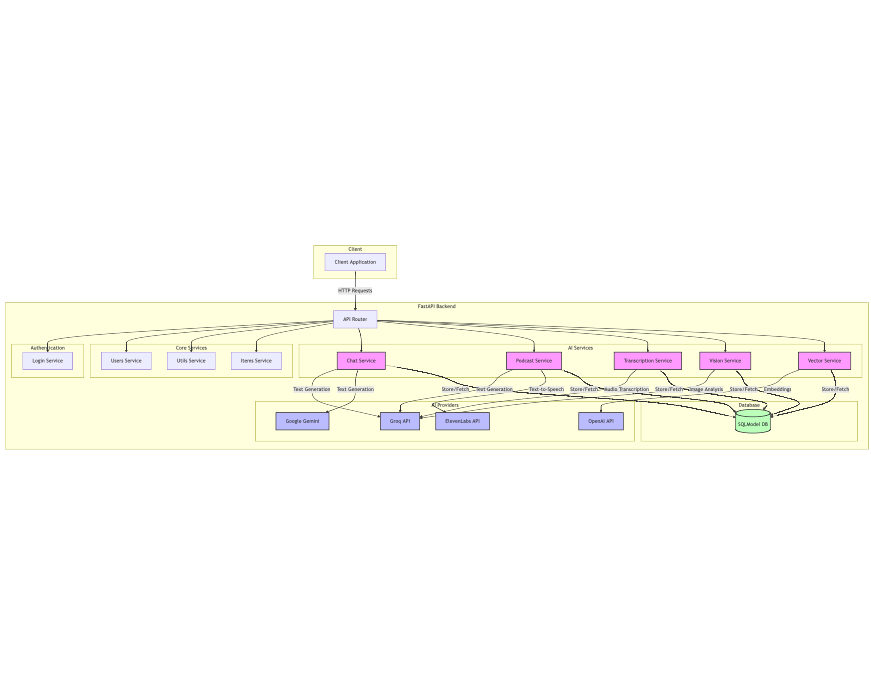 Client
Client Application
HTTP Requests
FastAPI Backend
API Router
Authentication
Core Services
AI Services
Login Service
Users Service
Utils Service
Items Service
Chat Service
Podcast Service
Transcription Service
Vision Service
Vector Service
Text Generation
Text Generation
Store/Fetch
Text Generation
Text-to-Speech
Store/Fetch
Audio Transcription
Store/Fetch
Image Analysis
Store/Fetch
Embeddings
Store/Fetch
AI Providers
Database
Google Gemini
Groq API
ElevenLabs API
OpenAI API
SQLModel DB